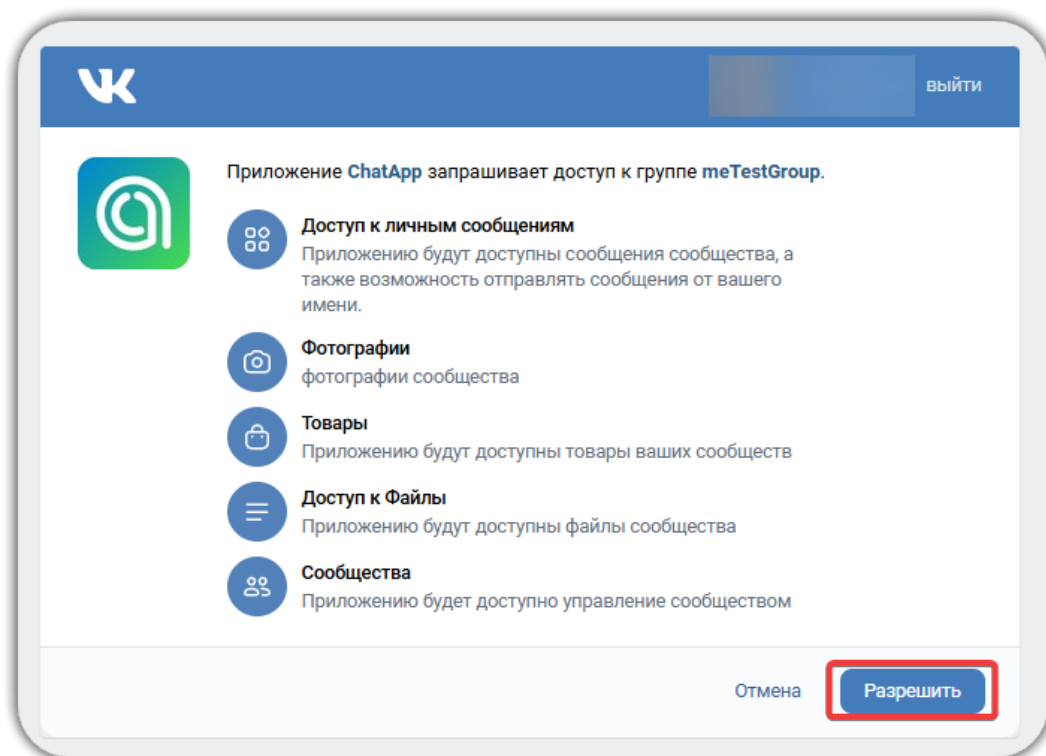 VK
выйти
Приложение ChatApp запрашивает доступ к группе meTestGroup.
Доступ к личным сообщениям
Приложению будут доступны сообщения сообщества, а
также возможность отправлять сообщения от вашего
имени.
Фотографии
фотографии сообщества
Товары
Приложению будут доступны товары ваших сообществ
Доступ к Файлы
Приложению будут доступны файлы сообщества
Сообщества
Приложению будет доступно управление сообществом
Отмена
Разрешить